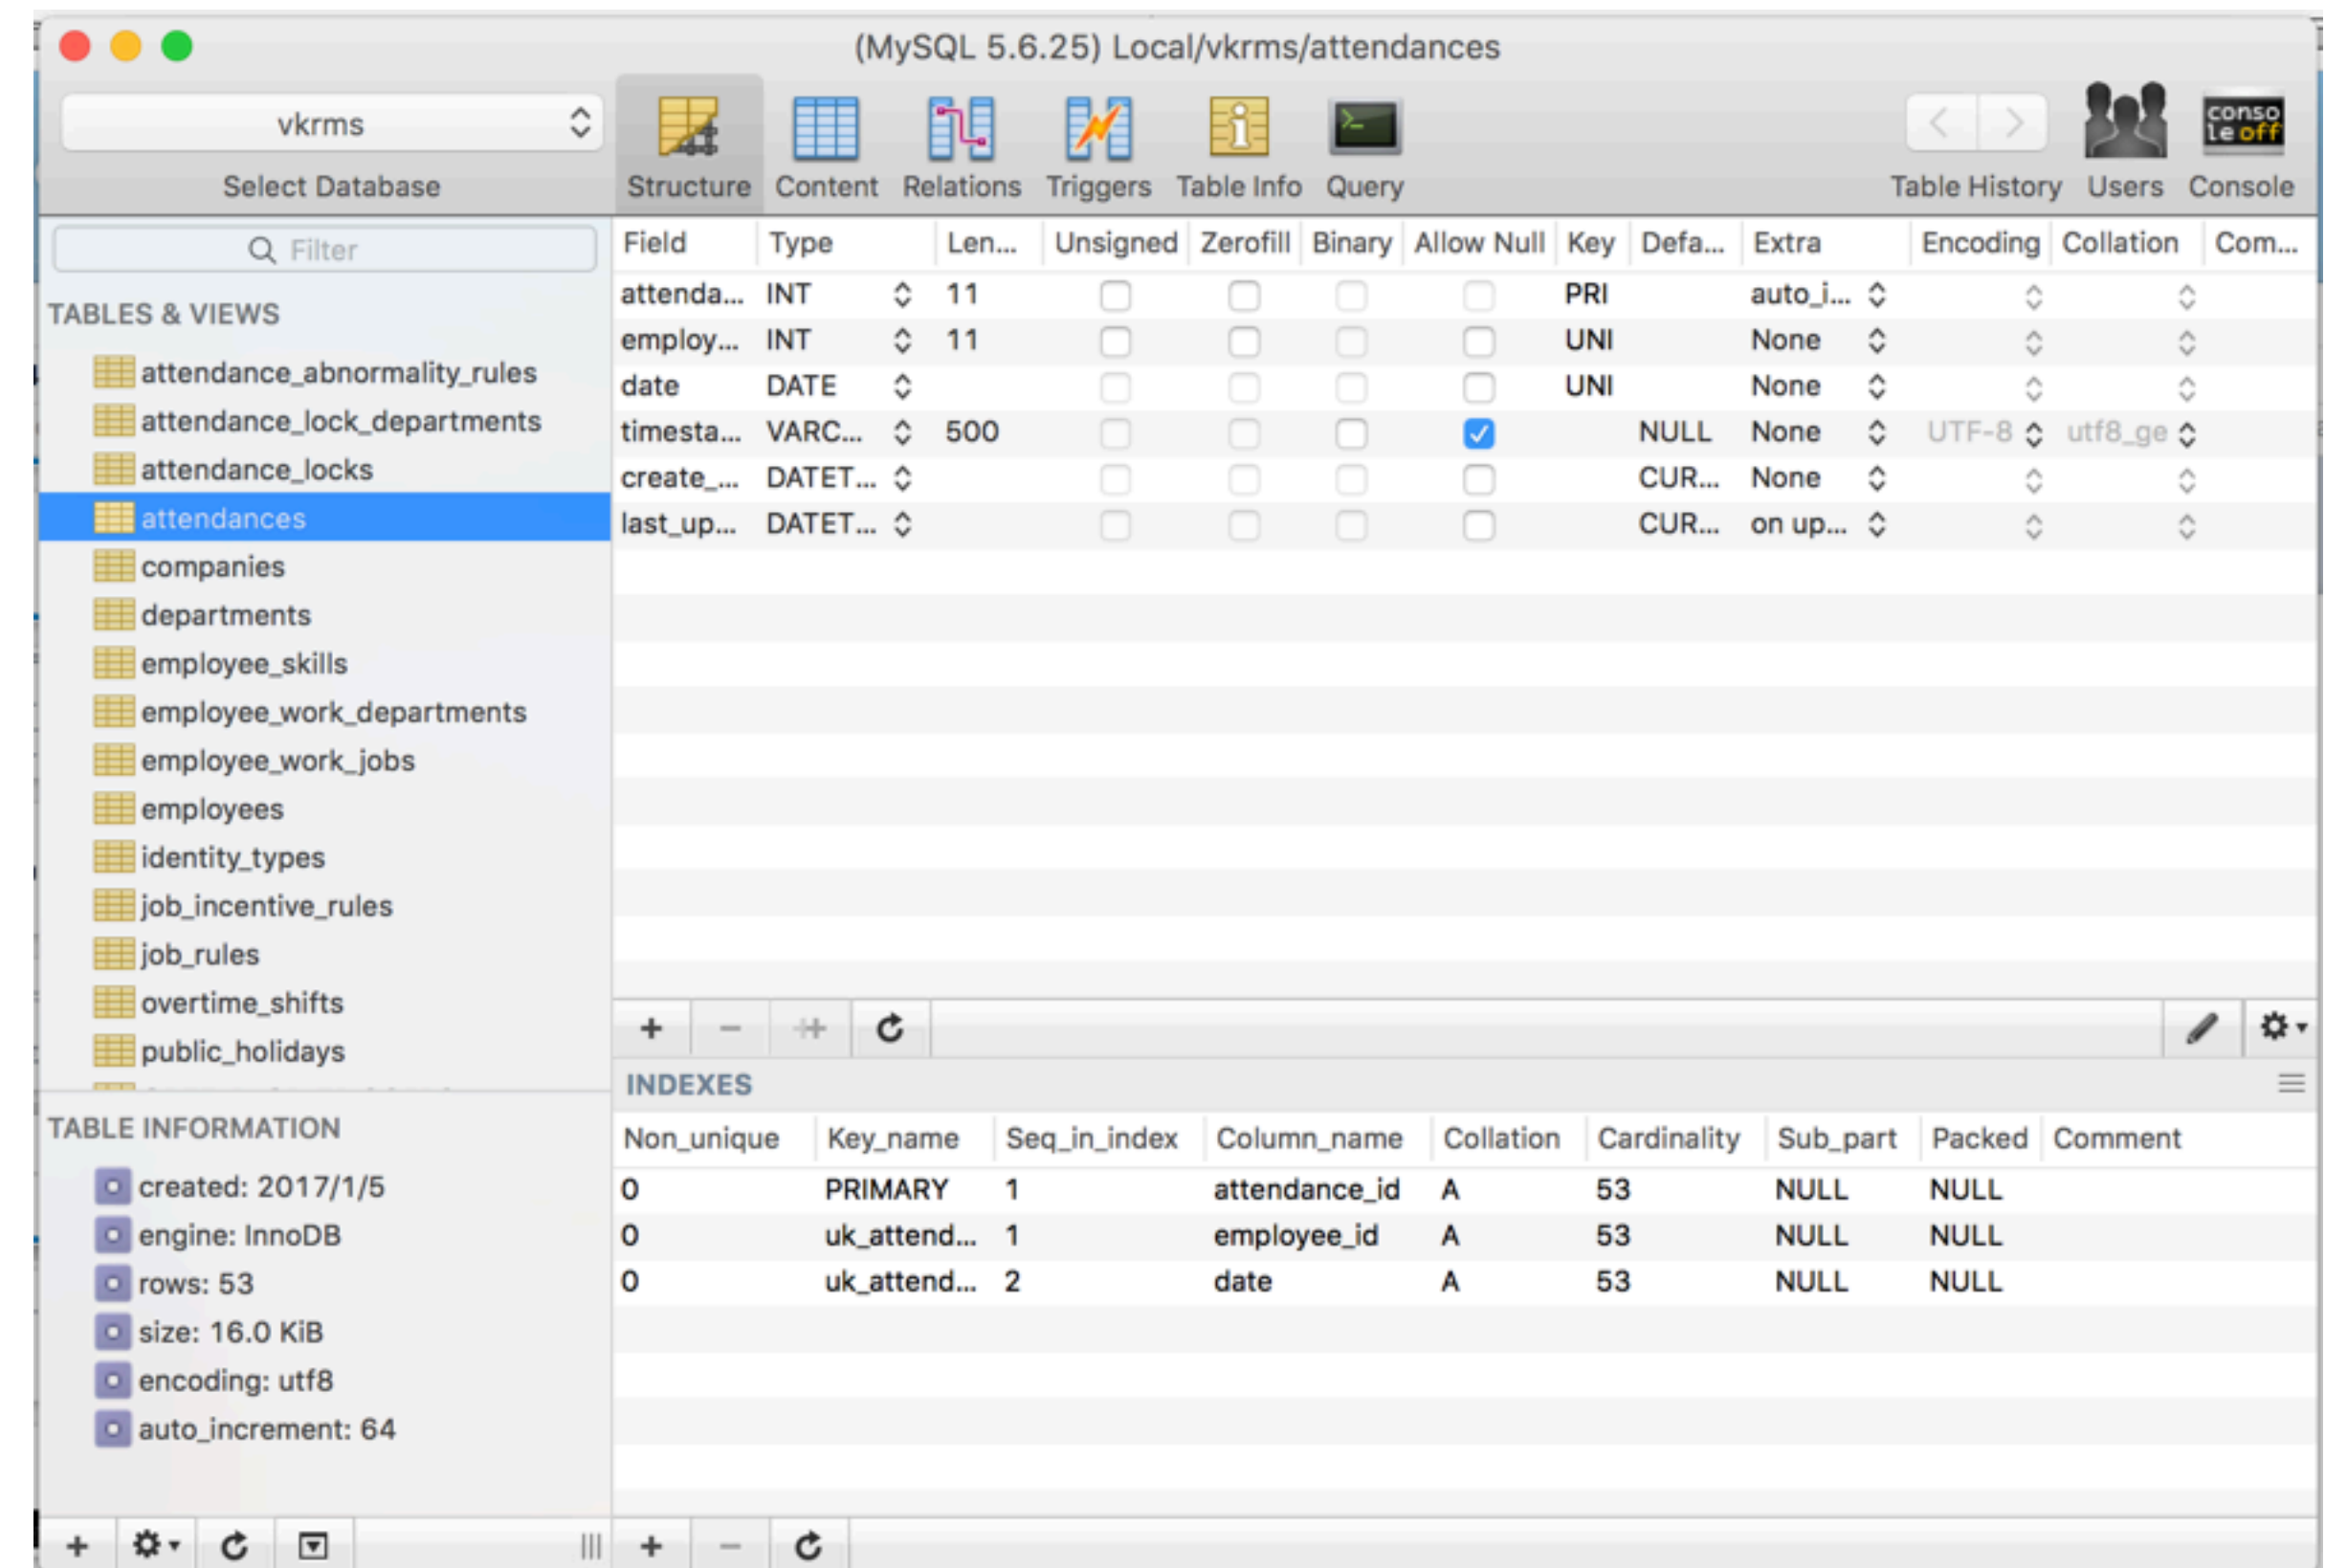 (MySQL 5.6.25) Local/vkrms/attendances
vkrms
conso
le off
Select Database
Structure Content Relations Triggers Table Info Query
Table History Users Console
Filter
TABLES & VIEWS
attendance_abnormality_rules
attendance_lock_departments
attendance_locks
attendances
companies
departments
employee_skills
employee_work_departments
employee_work_jobs
employees
identity_types
job_incentive_rules
job_rules
overtime_shifts
public_holidays
TABLE INFORMATION
created: 2017/1/5
engine: InnoDB
rows: 53
size: 16.0 KiB
encoding: utf8
auto_increment: 64
Field Type Len... Unsigned Zerofill Binary Allow Null Key Defa... Extra Encoding Collation Com...
attenda... INT 11 PRI auto_i...
employ... INT 11 UNI None
date DATE UNI None
timesta... VARC... 500 NULL None UTF-8 utf8_ge
create_... DATET... CUR... None
last_up... DATET... CUR... on up...
INDEXES
Non_unique Key_name Seq_in_index Column_name Collation Cardinality Sub_part Packed Comment
0 PRIMARY 1 attendance_id A 53 NULL NULL
0 uk_attend... 1 employee_id A 53 NULL NULL
0 uk_attend... 2 date A 53 NULL NULL